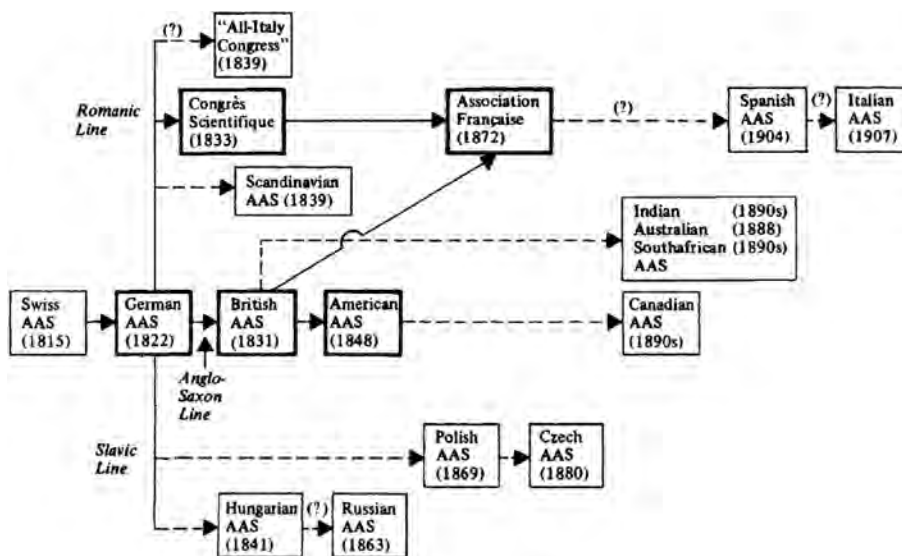 (?)
"All-Italy
Congress"
(1839)
Romanic
Line
Congrès
Scientifique
(1833)
Association
Française
(1872)
(?)
Spanish
AAS
(1904)
(?)
Italian
AAS
(1907)
Scandinavian
AAS (1839)
Indian (1890s)
Australian (1888)
Southafrican (1890s)
AAS
Swiss
AAS
(1815)
German
AAS
(1822)
British
AAS
(1831)
American
AAS
(1848)
Canadian
AAS
(1890s)
Anglo-
Saxon
Line
Slavic
Line
Polish
AAS
(1869)
Czech
AAS
(1880)
Hungarian
AAS
(1841)
(?)
Russian
AAS
(1863)